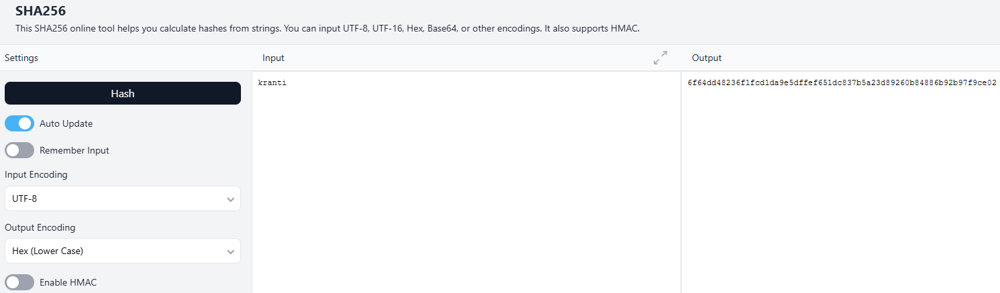 SHA256
This SHA256 online tool helps you calculate hashes from strings. You can input UTF-8, UTF-16, Hex, Base64, or other encodings. It also supports HMAC.
Settings
Input
Output
Hash
kranti
6f64dd48236f1fcd1da9e5dffef651dc837b5a23d89260b84886b92b97f9ce02
Auto Update
Remember Input
Input Encoding
UTF-8
Output Encoding
Hex (Lower Case)
Enable HMAC